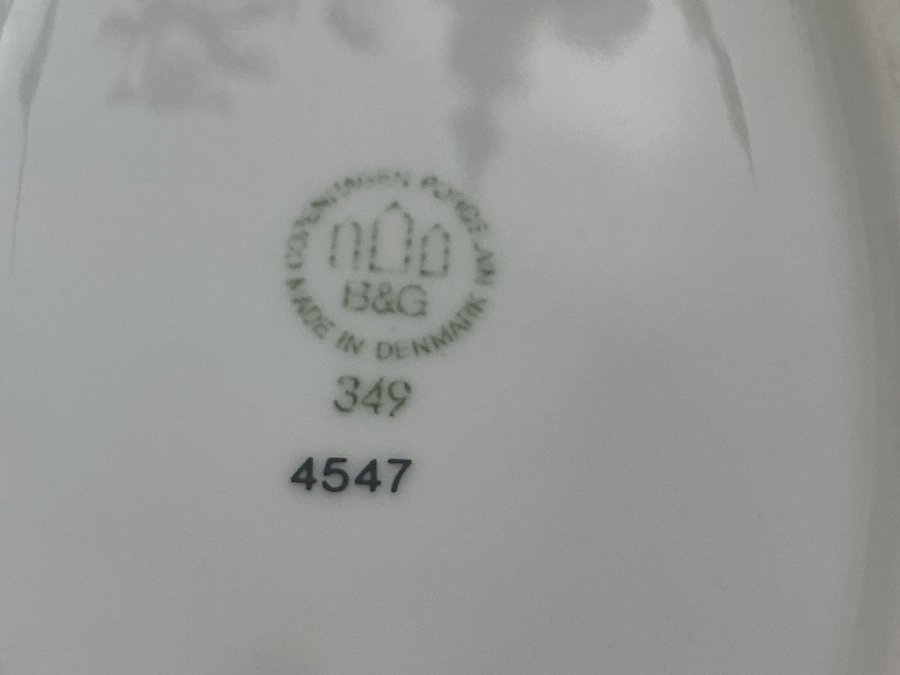 COPENHAGEN PORCELAIN
B&G
MADE IN DENMARK
349
4547